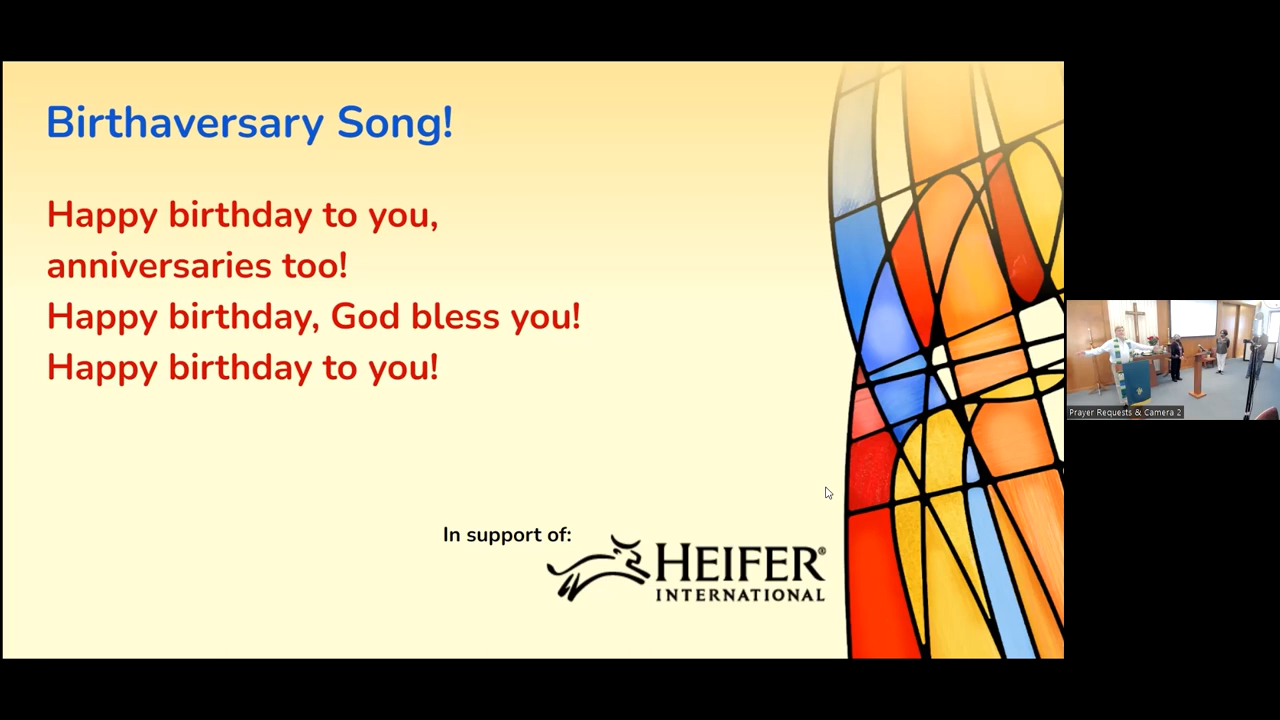 Birthaversary Song!
Happy birthday to you,
anniversaries too!
Happy birthday, God bless you!
Happy birthday to you!
In support of:
HEIFER®
INTERNATIONAL
Prayer Requests & Camera 2